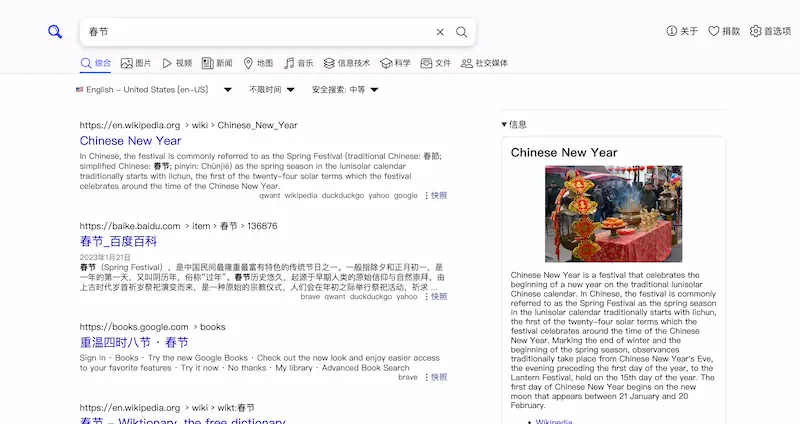 春节
关于
捐款
首选项
综合
图片
视频
新闻
地图
音乐
信息技术
科学
文件
社交媒体
English – United States [en-US]
不限时间
安全搜索: 中等
https://en.wikipedia.org › wiki › Chinese_New_Year
Chinese New Year
In Chinese, the festival is commonly referred to as the Spring Festival (traditional Chinese: 春節;
simplified Chinese: 春节; pinyin: Chūnjié) as the spring season in the lunisolar calendar
traditionally starts with lichun, the first of the twenty-four solar terms which the festival
celebrates around the time of the Chinese New Year.
qwant wikipedia duckduckgo yahoo google
快照
https://baike.baidu.com › item › 春节 › 136876
春节_百度百科
2023年1月21日
春节（Spring Festival），是中国民间最隆重最富有特色的传统节日之一。一般指除夕和正月初一，是
一年的第一天，又叫阴历年，俗称“过年”。春节历史悠久，起源于早期人类的原始信仰与自然崇拜，由
上古时代岁首祈岁祭祀演变而来，是一种原始的宗教仪式，人们会在年初之际举行祭祀活动，祈求 ...
brave qwant duckduckgo yahoo
快照
https://books.google.com › books
重温四时八节 · 春节
Sign in · Books · Try the new Google Books · Check out the new look and enjoy easier access
to your favorite features · Try it now · No thanks · My library · Advanced Book Search
brave
快照
https://en.wikipedia.org › wiki › wikt:春节
春节 – Wiktionary, the free dictionary
信息
Chinese New Year
Chinese New Year is a festival that celebrates the
beginning of a new year on the traditional lunisolar
Chinese calendar. In Chinese, the festival is commonly
referred to as the Spring Festival as the spring season
in the lunisolar calendar traditionally starts with lichun,
the first of the twenty-four solar terms which the
festival celebrates around the time of the Chinese
New Year. Marking the end of winter and the
beginning of the spring season, observances
traditionally take place from Chinese New Year's Eve,
the evening preceding the first day of the year, to the
Lantern Festival, held on the 15th day of the year. The
first day of Chinese New Year begins on the new
moon that appears between 21 January and 20
February.
Wikipedia